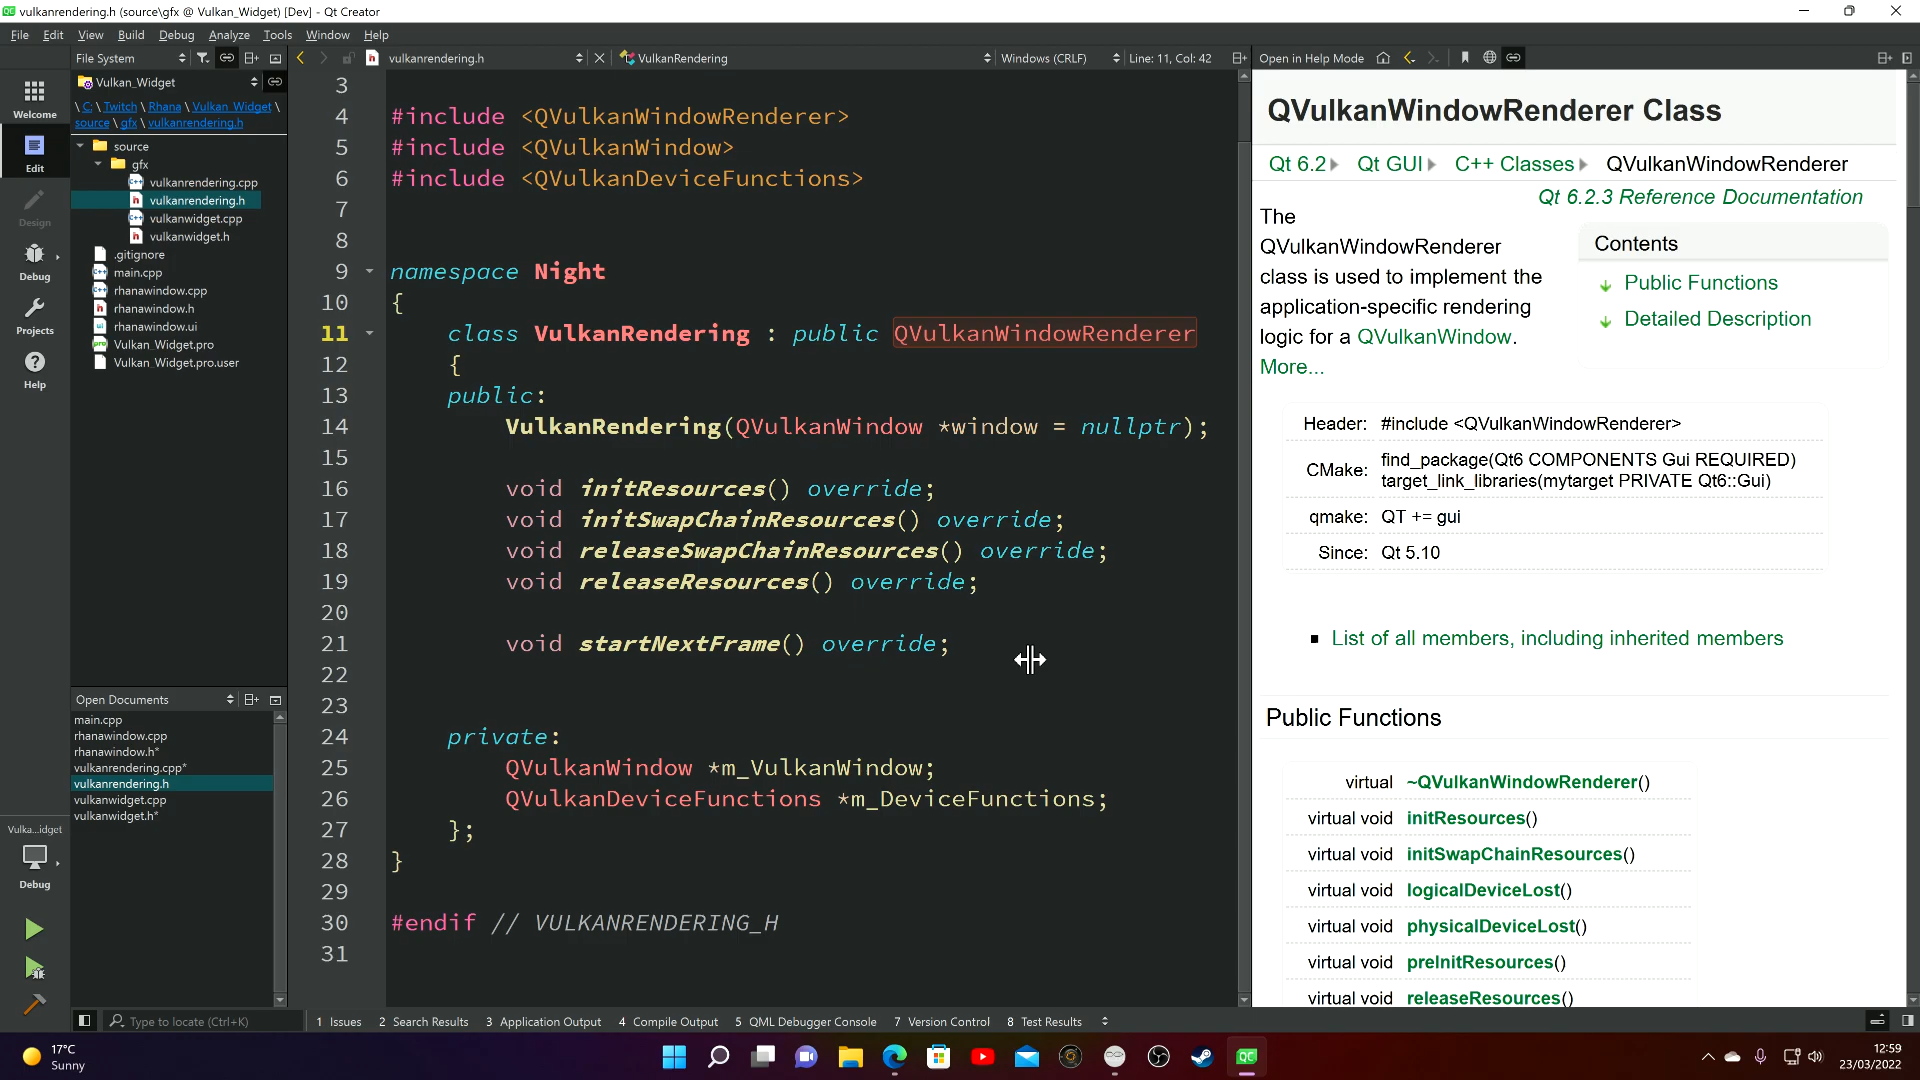 vulkanrendering.h (source\gfx @ Vulkan_Widget) [Dev] - Qt Creator
File Edit View Build Debug Analyze Tools Window Help
File System
vulkanrendering.h
VulkanRendering
Windows (CRLF)
Line: 11, Col: 42
Open in Help Mode
Welcome
Edit
Design
Debug
Projects
Help
Vulkan_Widget
\ C: \ Twitch \ Rhana \ Vulkan_Widget \
source \ gfx \ vulkanrendering.h
source
gfx
vulkanrendering.cpp
vulkanrendering.h
vulkanwidget.cpp
vulkanwidget.h
.gitignore
main.cpp
rhanawindow.cpp
rhanawindow.h
rhanawindow.ui
Vulkan_Widget.pro
Vulkan_Widget.pro.user
Open Documents
main.cpp
rhanawindow.cpp
rhanawindow.h*
vulkanrendering.cpp*
vulkanrendering.h
vulkanwidget.cpp
vulkanwidget.h*
Vulka...idget
Debug
3
4 #include <QVulkanWindowRenderer>
5 #include <QVulkanWindow>
6 #include <QVulkanDeviceFunctions>
7
8
9 namespace Night
10 {
11 class VulkanRendering : public QVulkanWindowRenderer
12 {
13 public:
14 VulkanRendering(QVulkanWindow *window = nullptr);
15
16 void initResources() override;
17 void initSwapChainResources() override;
18 void releaseSwapChainResources() override;
19 void releaseResources() override;
20
21 void startNextFrame() override;
22
23
24 private:
25 QVulkanWindow *m_VulkanWindow;
26 QVulkanDeviceFunctions *m_DeviceFunctions;
27 };
28 }
29
30 #endif // VULKANRENDERING_H
31
QVulkanWindowRenderer Class
Qt 6.2 Qt GUI C++ Classes QVulkanWindowRenderer
Qt 6.2.3 Reference Documentation
The
QVulkanWindowRenderer
class is used to implement the
application-specific rendering
logic for a QVulkanWindow.
More...
Contents
Public Functions
Detailed Description
Header: #include <QVulkanWindowRenderer>
CMake: find_package(Qt6 COMPONENTS Gui REQUIRED)
target_link_libraries(mytarget PRIVATE Qt6::Gui)
qmake: QT += gui
Since: Qt 5.10
List of all members, including inherited members
Public Functions
virtual ~QVulkanWindowRenderer()
virtual void initResources()
virtual void initSwapChainResources()
virtual void logicalDeviceLost()
virtual void physicalDeviceLost()
virtual void preInitResources()
virtual void releaseResources()
Type to locate (Ctrl+K)
1 Issues 2 Search Results 3 Application Output 4 Compile Output 5 QML Debugger Console 7 Version Control 8 Test Results
17°C
Sunny
QC
12:59
23/03/2022